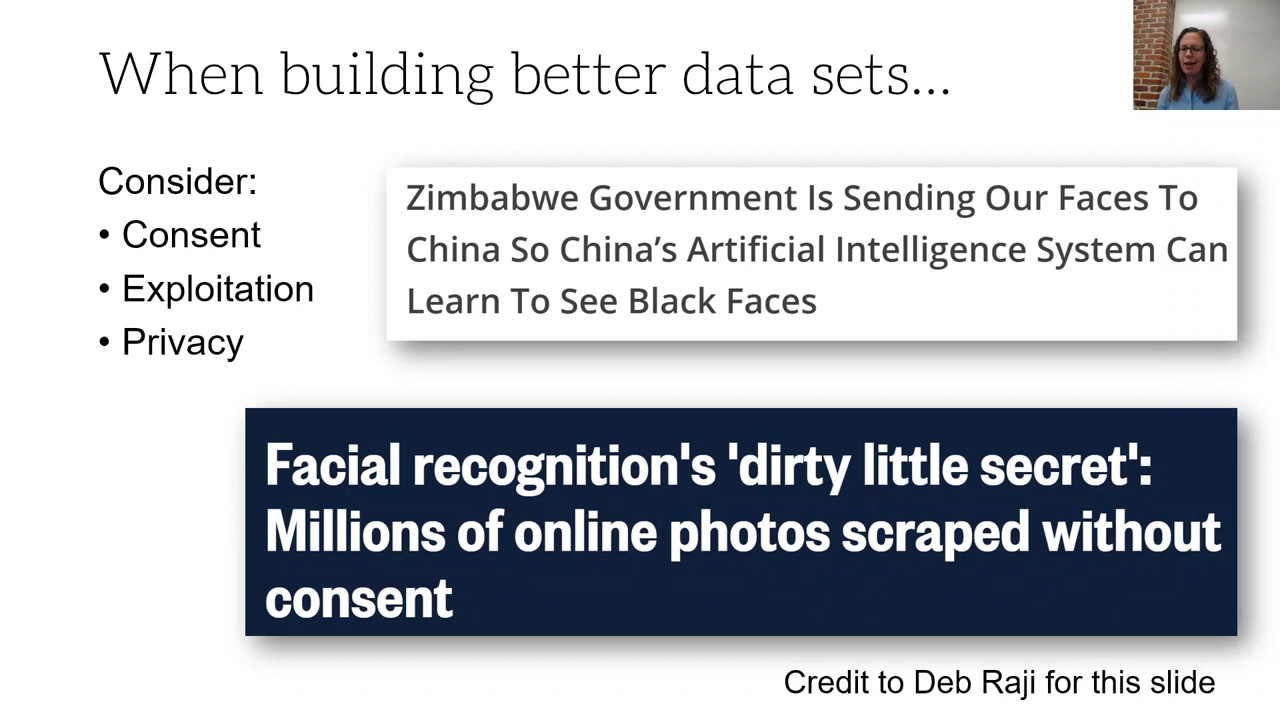 When building better data sets...
Consider:
• Consent
• Exploitation
• Privacy
Zimbabwe Government Is Sending Our Faces To
China So China’s Artificial Intelligence System Can
Learn To See Black Faces
Facial recognition's 'dirty little secret':
Millions of online photos scraped without
consent
Credit to Deb Raji for this slide